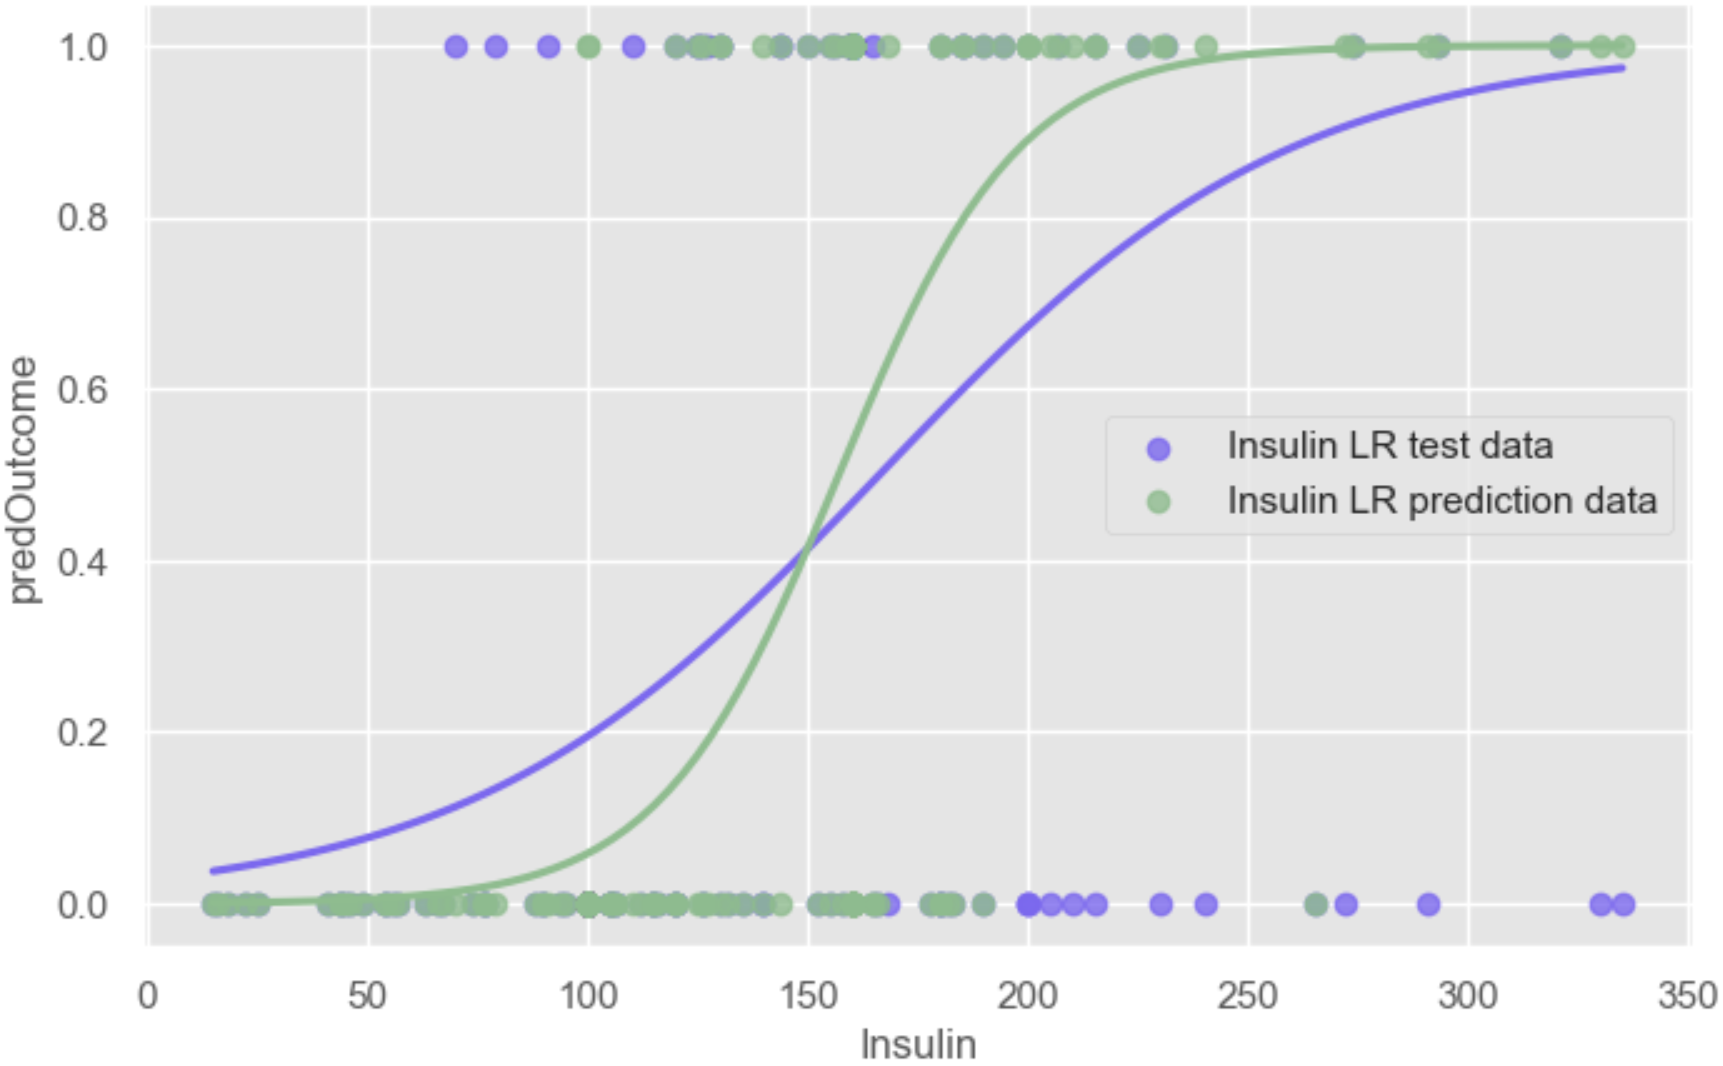 1.0
0.8
0.6
0.4
0.2
0.0
predOutcome
Insulin LR test data
Insulin LR prediction data
0 50 100 150 200 250 300 350
Insulin